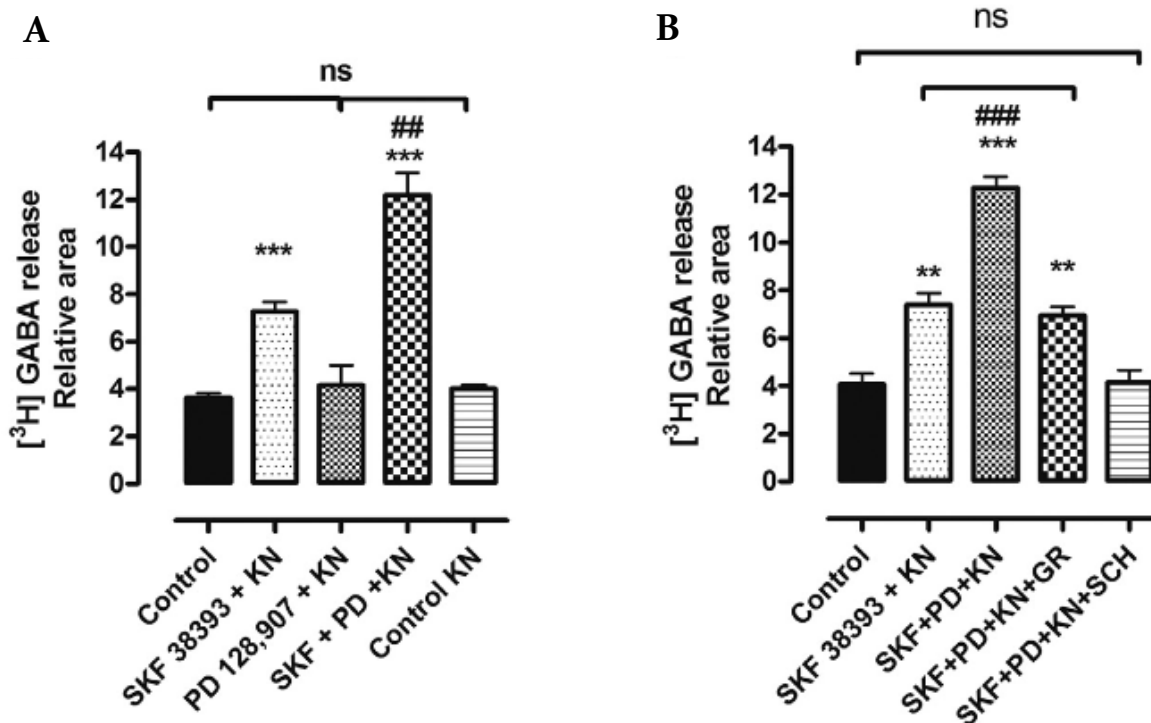 A
ns
##
***
***
[³H] GABA release
Relative area
14
12
10
8
6
4
2
0
Control
SKF 38393 + KN
PD 128,907 + KN
SKF + PD +KN
Control KN
B
ns
###
***
**
**
[³H] GABA release
Relative area
14
12
10
8
6
4
2
0
Control
SKF 38393 + KN
SKF+PD+KN
SKF+PD+KN+GR
SKF+PD+KN+SCH